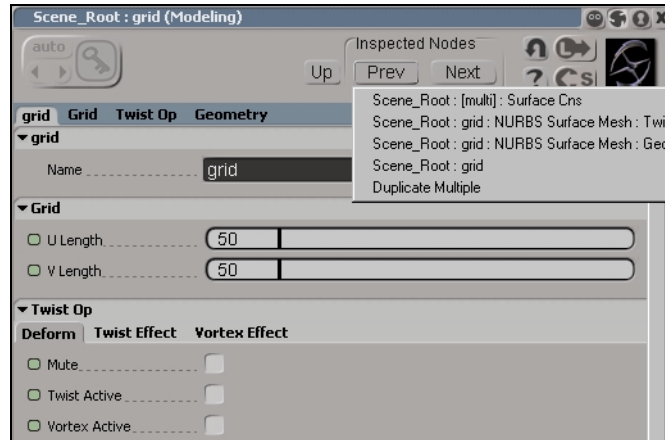 Scene_Root : grid (Modeling)
auto
Inspected Nodes
Up Prev Next
? C S
Scene_Root : [multi] : Surface Cns
Scene_Root : grid : NURBS Surface Mesh : Twi
Scene_Root : grid : NURBS Surface Mesh : Geo
Scene_Root : grid
Duplicate Multiple
grid Grid Twist Op Geometry
grid
Name grid
Grid
U Length 50
V Length 50
Twist Op
Deform Twist Effect Vortex Effect
Mute
Twist Active
Vortex Active